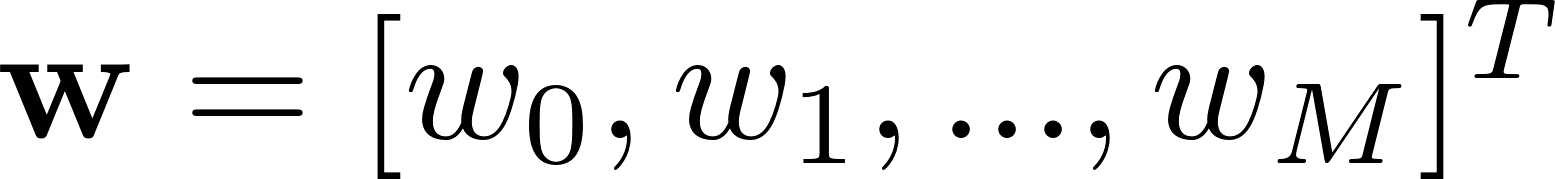 𝐰 = [w₀, w₁, ..., w_M]ᵀ